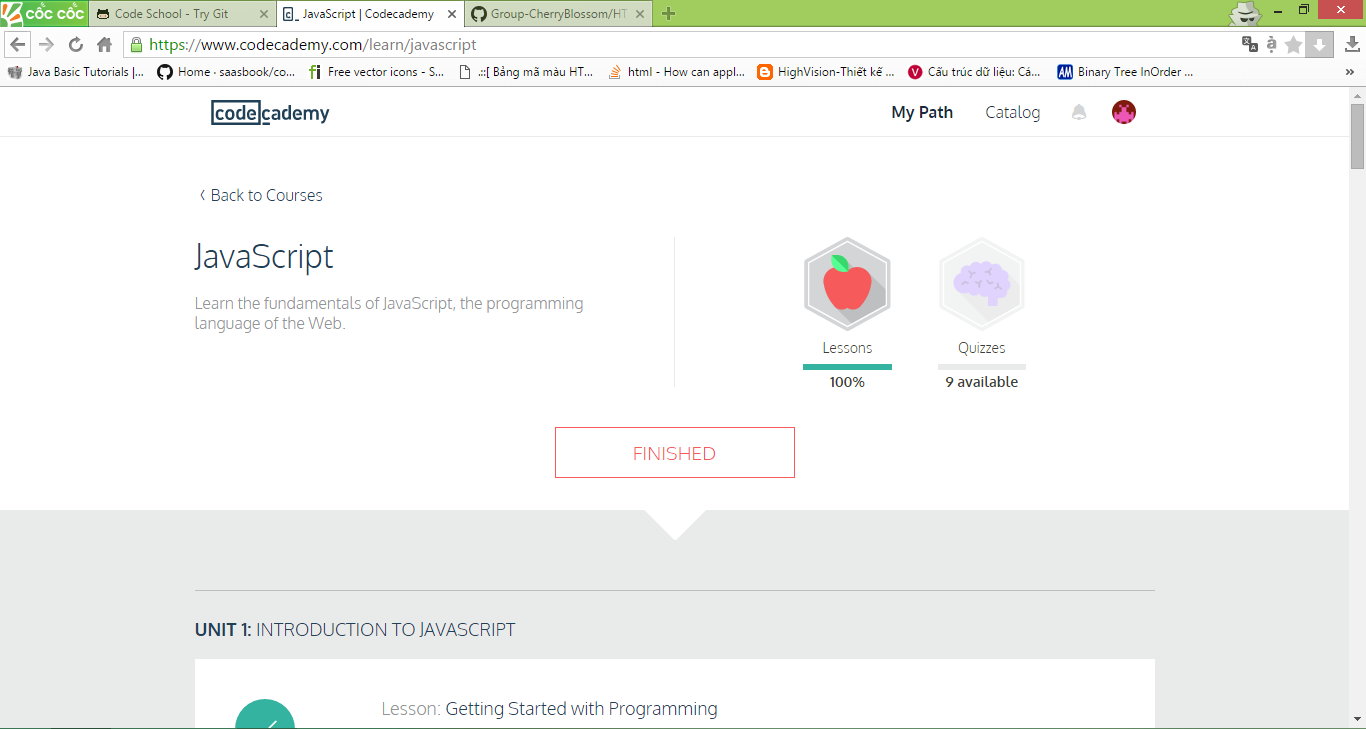 cốc cốc
Code School - Try Git
JavaScript | Codecademy
Group-CherryBlossom/HT
https://www.codecademy.com/learn/javascript
Java Basic Tutorials |...
Home · saasbook/co...
Free vector icons - S...
.::[ Bảng mã màu HT...
html - How can appl...
HighVision-Thiết kế ...
Cấu trúc dữ liệu: Cá...
AM Binary Tree InOrder ...
codecademy
My Path
Catalog
Back to Courses
JavaScript
Learn the fundamentals of JavaScript, the programming
language of the Web.
Lessons
100%
Quizzes
9 available
FINISHED
UNIT 1: INTRODUCTION TO JAVASCRIPT
Lesson: Getting Started with Programming